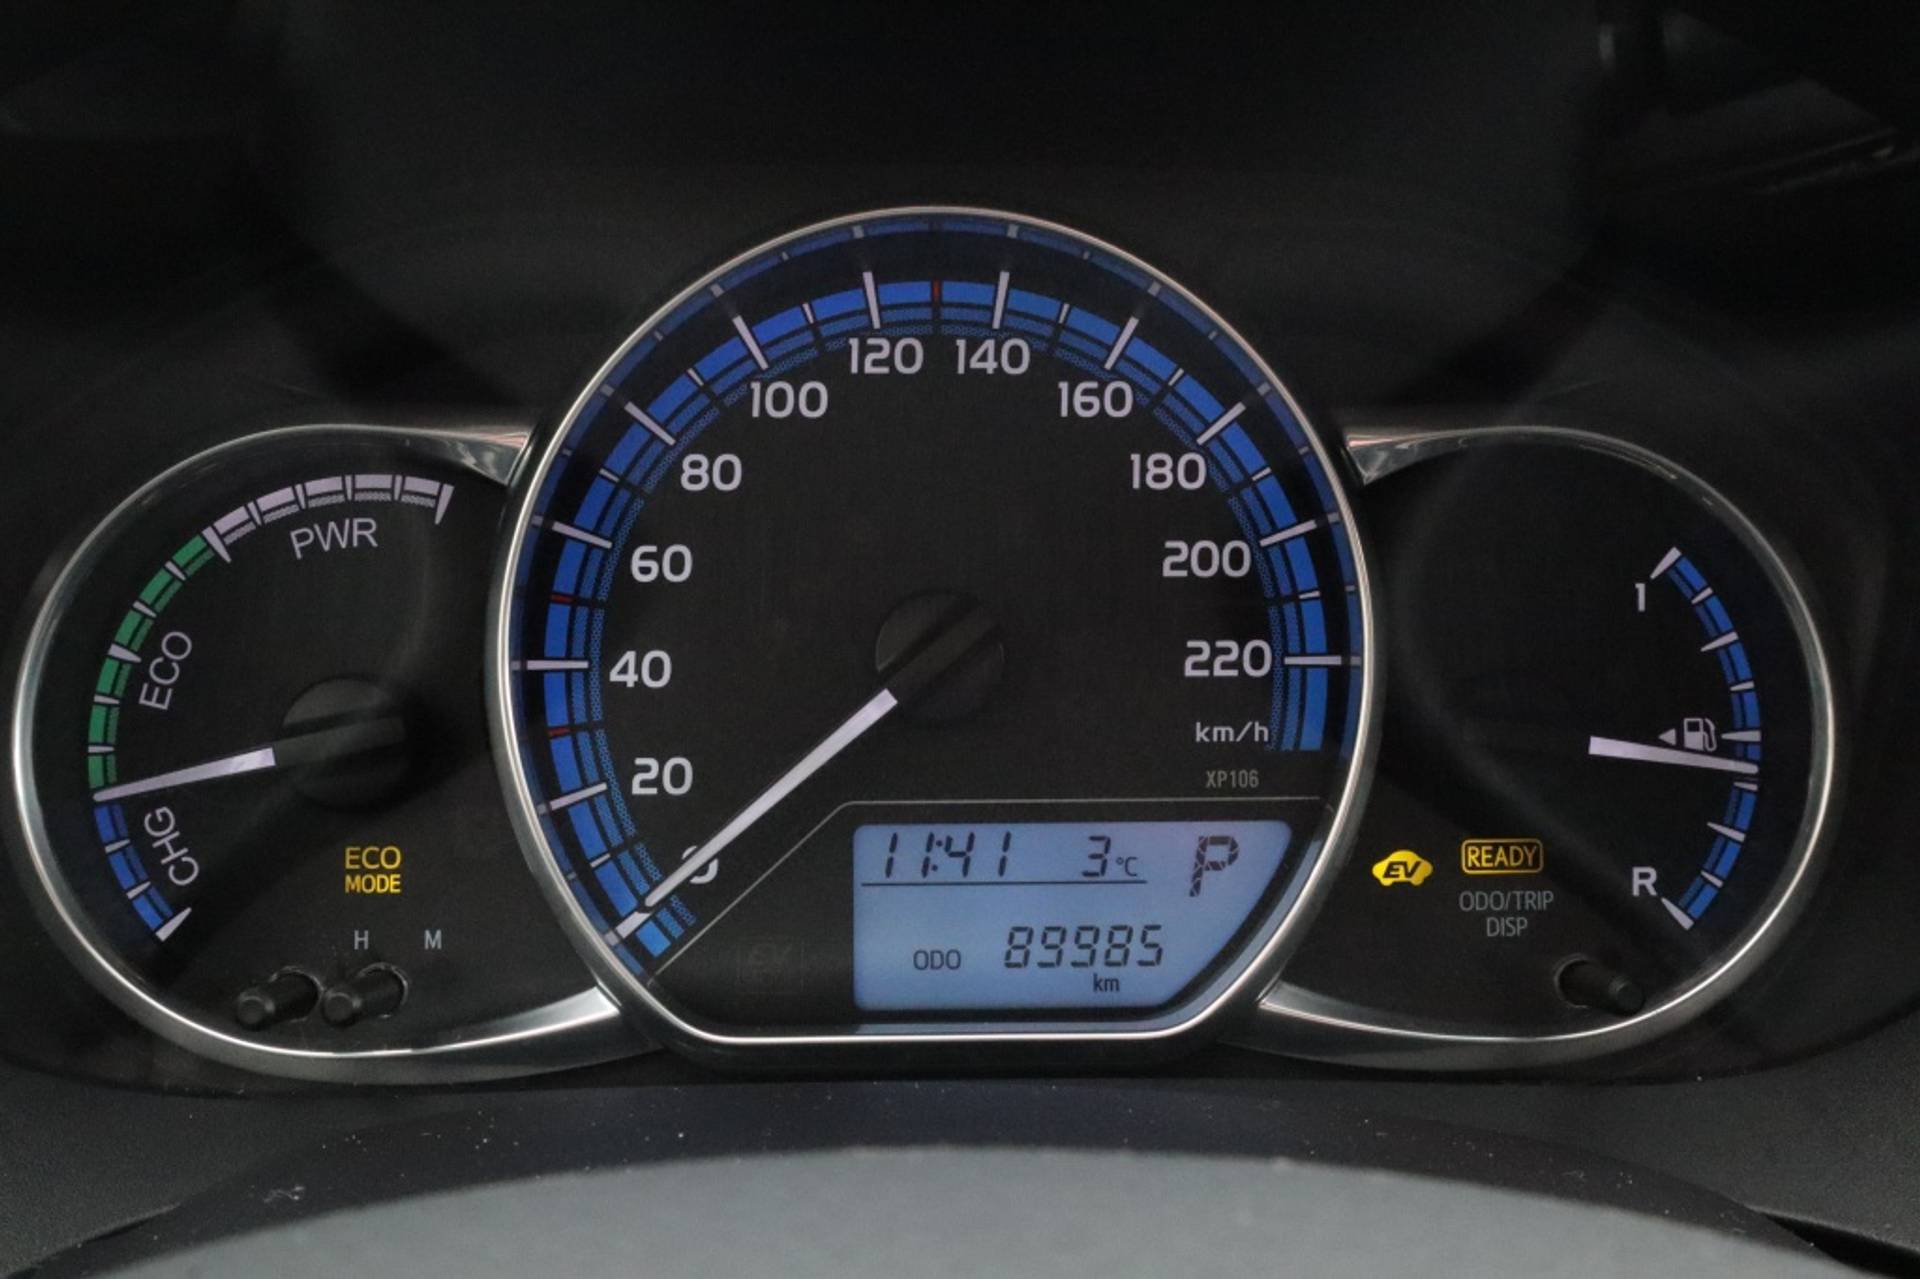 PWR
ECO
CHG
ECO
MODE
H M
0
20
40
60
80
100
120
140
160
180
200
220
km/h
XP106
11:41 3°C P
ODO 89985
km
1
R
EV
READY
ODO/TRIP
DISP